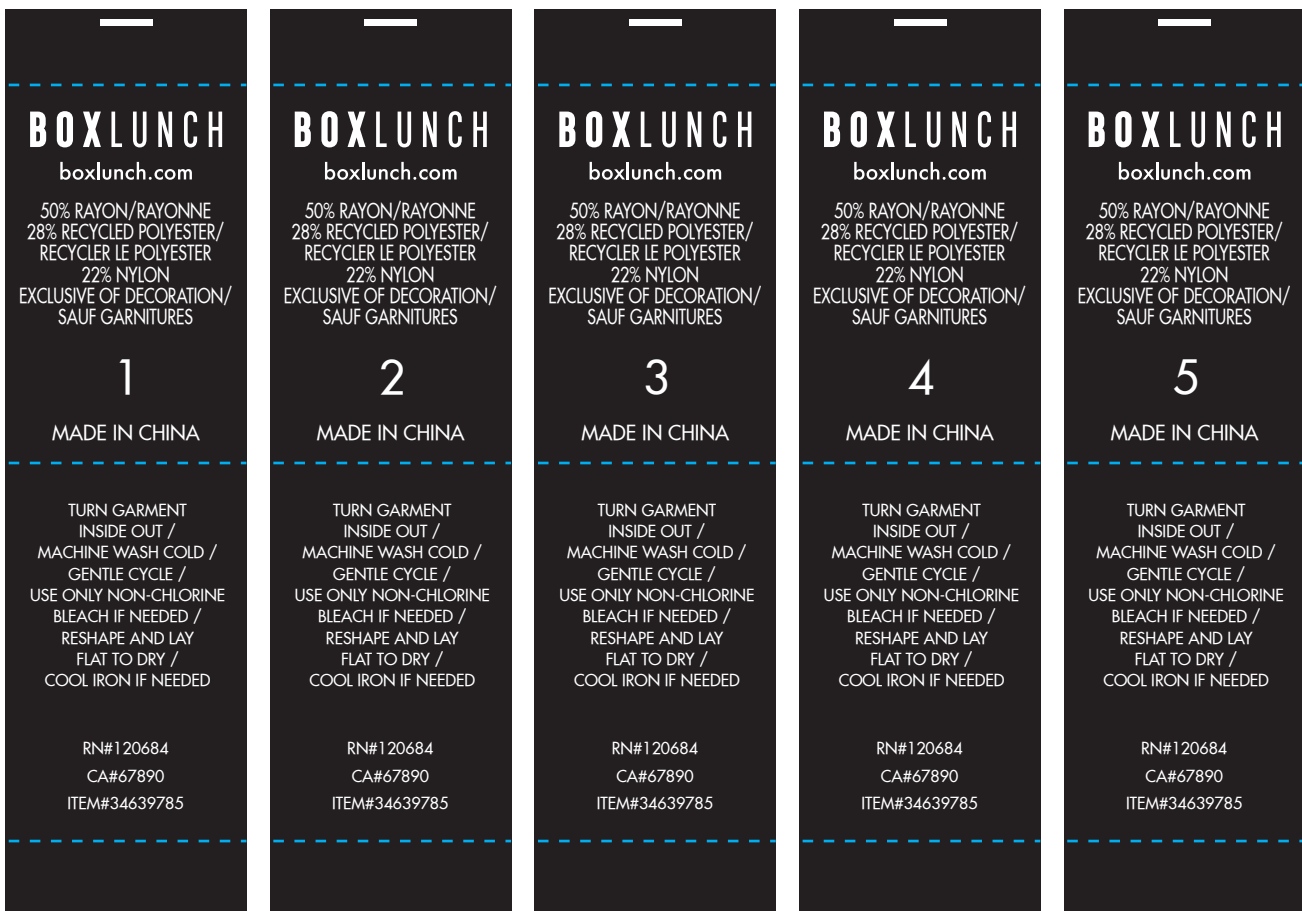 BOXLUNCH
boxlunch.com
50% RAYON/RAYONNE
28% RECYCLED POLYESTER/
RECYCLER LE POLYESTER
22% NYLON
EXCLUSIVE OF DECORATION/
SAUF GARNITURES
1
MADE IN CHINA
TURN GARMENT
INSIDE OUT /
MACHINE WASH COLD /
GENTLE CYCLE /
USE ONLY NON-CHLORINE
BLEACH IF NEEDED /
RESHAPE AND LAY
FLAT TO DRY /
COOL IRON IF NEEDED
RN#120684
CA#67890
ITEM#34639785
BOXLUNCH
boxlunch.com
50% RAYON/RAYONNE
28% RECYCLED POLYESTER/
RECYCLER LE POLYESTER
22% NYLON
EXCLUSIVE OF DECORATION/
SAUF GARNITURES
2
MADE IN CHINA
TURN GARMENT
INSIDE OUT /
MACHINE WASH COLD /
GENTLE CYCLE /
USE ONLY NON-CHLORINE
BLEACH IF NEEDED /
RESHAPE AND LAY
FLAT TO DRY /
COOL IRON IF NEEDED
RN#120684
CA#67890
ITEM#34639785
BOXLUNCH
boxlunch.com
50% RAYON/RAYONNE
28% RECYCLED POLYESTER/
RECYCLER LE POLYESTER
22% NYLON
EXCLUSIVE OF DECORATION/
SAUF GARNITURES
3
MADE IN CHINA
TURN GARMENT
INSIDE OUT /
MACHINE WASH COLD /
GENTLE CYCLE /
USE ONLY NON-CHLORINE
BLEACH IF NEEDED /
RESHAPE AND LAY
FLAT TO DRY /
COOL IRON IF NEEDED
RN#120684
CA#67890
ITEM#34639785
BOXLUNCH
boxlunch.com
50% RAYON/RAYONNE
28% RECYCLED POLYESTER/
RECYCLER LE POLYESTER
22% NYLON
EXCLUSIVE OF DECORATION/
SAUF GARNITURES
4
MADE IN CHINA
TURN GARMENT
INSIDE OUT /
MACHINE WASH COLD /
GENTLE CYCLE /
USE ONLY NON-CHLORINE
BLEACH IF NEEDED /
RESHAPE AND LAY
FLAT TO DRY /
COOL IRON IF NEEDED
RN#120684
CA#67890
ITEM#34639785
BOXLUNCH
boxlunch.com
50% RAYON/RAYONNE
28% RECYCLED POLYESTER/
RECYCLER LE POLYESTER
22% NYLON
EXCLUSIVE OF DECORATION/
SAUF GARNITURES
5
MADE IN CHINA
TURN GARMENT
INSIDE OUT /
MACHINE WASH COLD /
GENTLE CYCLE /
USE ONLY NON-CHLORINE
BLEACH IF NEEDED /
RESHAPE AND LAY
FLAT TO DRY /
COOL IRON IF NEEDED
RN#120684
CA#67890
ITEM#34639785